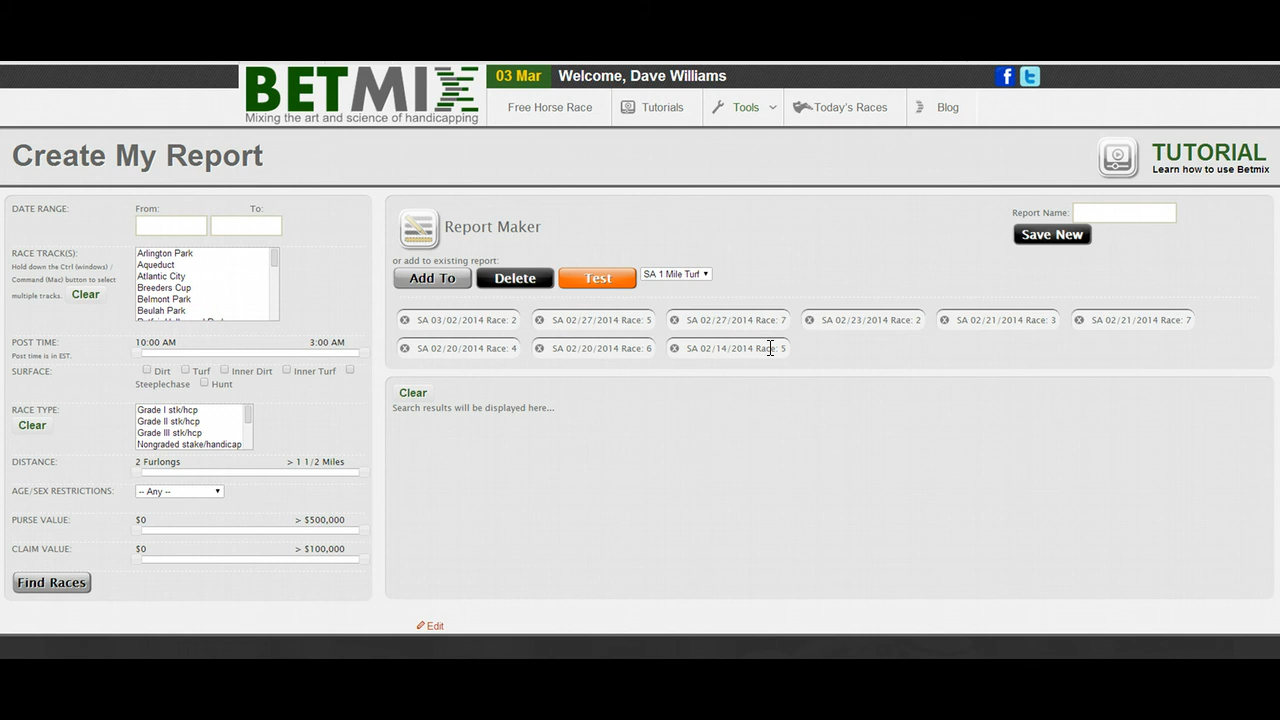 BETMIX
Mixing the art and science of handicapping
03 Mar Welcome, Dave Williams
Free Horse Race Tutorials Tools Today's Races Blog
Create My Report
TUTORIAL
Learn how to use Betmix
DATE RANGE: From: To:
RACE TRACK(S):
Hold down the Ctrl (windows) /
Command (Mac) button to select
multiple tracks. Clear
Arlington Park
Aqueduct
Atlantic City
Breeders Cup
Belmont Park
Beulah Park
POST TIME: 10:00 AM 3:00 AM
Post time is in EST.
SURFACE: Dirt Turf Inner Dirt Inner Turf
Steeplechase Hunt
RACE TYPE:
Clear
Grade I stk/hcp
Grade II stk/hcp
Grade III stk/hcp
Nongraded stake/handicap
DISTANCE: 2 Furlongs > 1 1/2 Miles
AGE/SEX RESTRICTIONS: -- Any --
PURSE VALUE: $0 > $500,000
CLAIM VALUE: $0 > $100,000
Find Races
Report Maker
Report Name:
Save New
or add to existing report:
Add To Delete Test SA 1 Mile Turf
SA 03/02/2014 Race: 2 SA 02/27/2014 Race: 5 SA 02/27/2014 Race: 7 SA 02/23/2014 Race: 2 SA 02/21/2014 Race: 3 SA 02/21/2014 Race: 7
SA 02/20/2014 Race: 4 SA 02/20/2014 Race: 6 SA 02/14/2014 Race: 5
Clear
Search results will be displayed here...
Edit